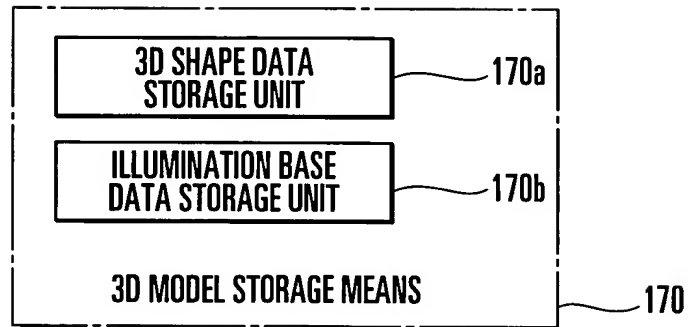 3D SHAPE DATA
STORAGE UNIT
170a
ILLUMINATION BASE
DATA STORAGE UNIT
170b
3D MODEL STORAGE MEANS
170